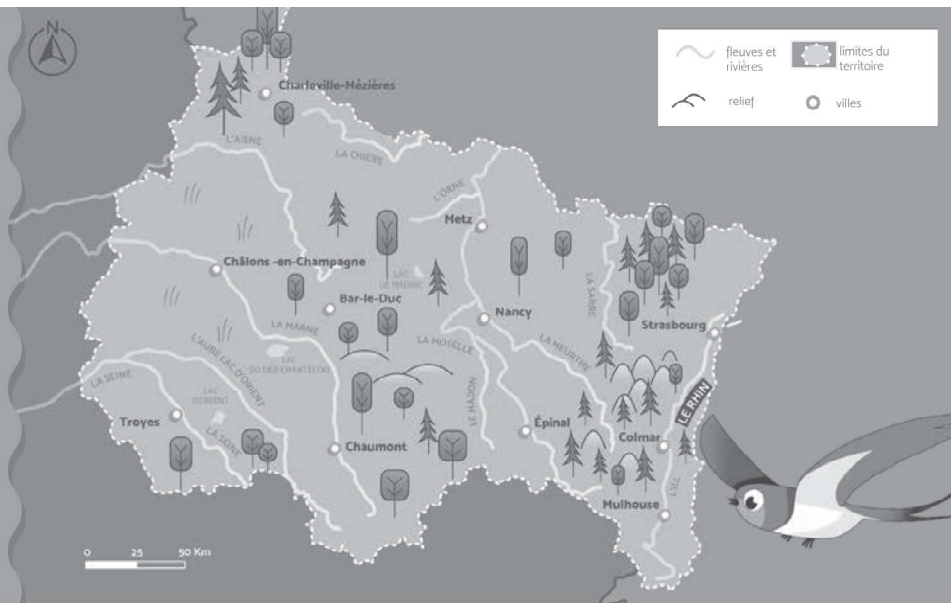 N
fleuves et
rivières
limites du
territoire
relief
villes
Charleville-Mézières
L'AISNE
LA CHIERS
L'ORNE
Metz
Châlons -en-Champagne
LAC
DE MADINE
Bar-le-Duc
Nancy
LA SARRE
Strasbourg
LA MARNE
LA MOSELLE
LA MEURTHE
L'AUBE LAC D'ORIENT
LAC
DU DER CHANTECOQ
LA SEINE
LAC
D'ORIENT
LE MADON
LE RHIN
Troyes
LA SEINE
Chaumont
Épinal
Colmar
L'ILL
Mulhouse
0 25 50 Km